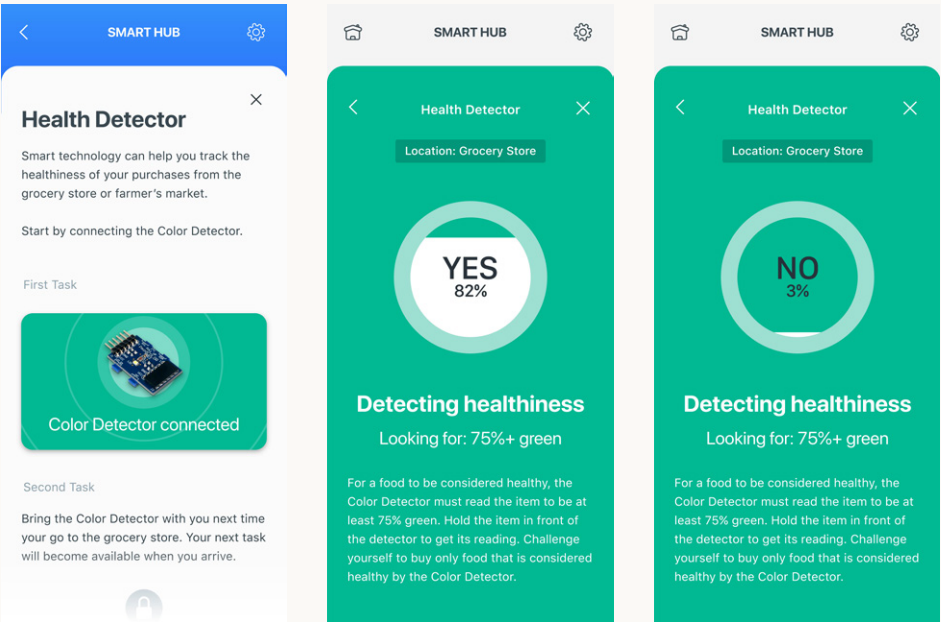 SMART HUB
Health Detector
Smart technology can help you track the
healthiness of your purchases from the
grocery store or farmer's market.
Start by connecting the Color Detector.
First Task
Color Detector connected
Second Task
Bring the Color Detector with you next time
your go to the grocery store. Your next task
will become available when you arrive.
SMART HUB
Health Detector
Location: Grocery Store
YES
82%
Detecting healthiness
Looking for: 75%+ green
For a food to be considered healthy, the
Color Detector must read the item to be at
least 75% green. Hold the item in front of
the detector to get its reading. Challenge
yourself to buy only food that is considered
healthy by the Color Detector.
SMART HUB
Health Detector
Location: Grocery Store
NO
3%
Detecting healthiness
Looking for: 75%+ green
For a food to be considered healthy, the
Color Detector must read the item to be at
least 75% green. Hold the item in front of
the detector to get its reading. Challenge
yourself to buy only food that is considered
healthy by the Color Detector.